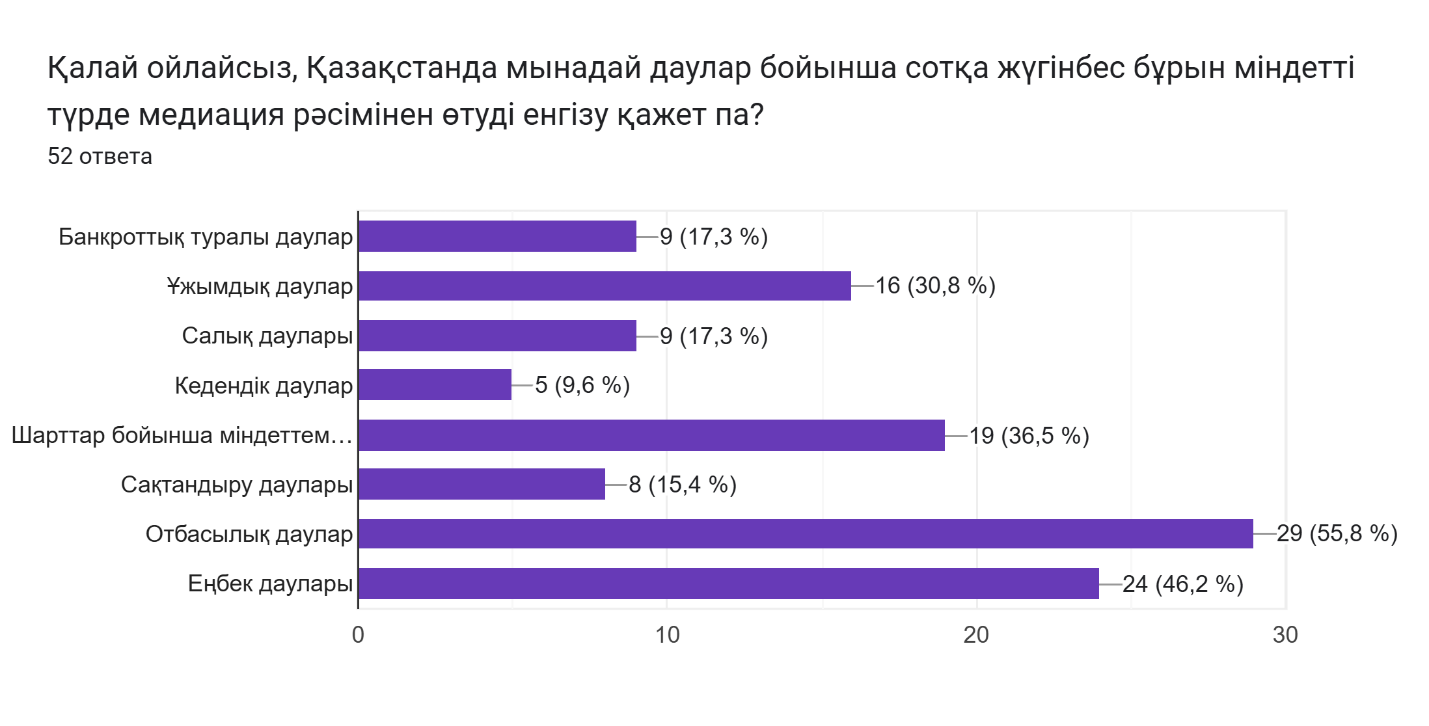 Қалай ойлайсыз, Қазақстанда мынадай даулар бойынша сотқа жүгінбес бұрын міндетті
түрде медиация рәсімінен өтуді енгізу қажет па?
52 ответа
Банкроттық туралы даулар
9 (17,3 %)
Ұжымдық даулар
16 (30,8 %)
Салық даулары
9 (17,3 %)
Кедендік даулар
5 (9,6 %)
Шарттар бойынша міндеттем…
19 (36,5 %)
Сақтандыру даулары
8 (15,4 %)
Отбасылық даулар
29 (55,8 %)
Еңбек даулары
24 (46,2 %)
0 10 20 30